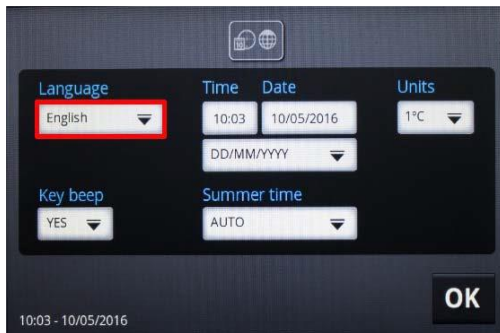 10
Language Time Date Units
English 10:03 10/05/2016 1°C
DD/MM/YYYY
Key beep Summer time
YES AUTO
OK
10:03 - 10/05/2016